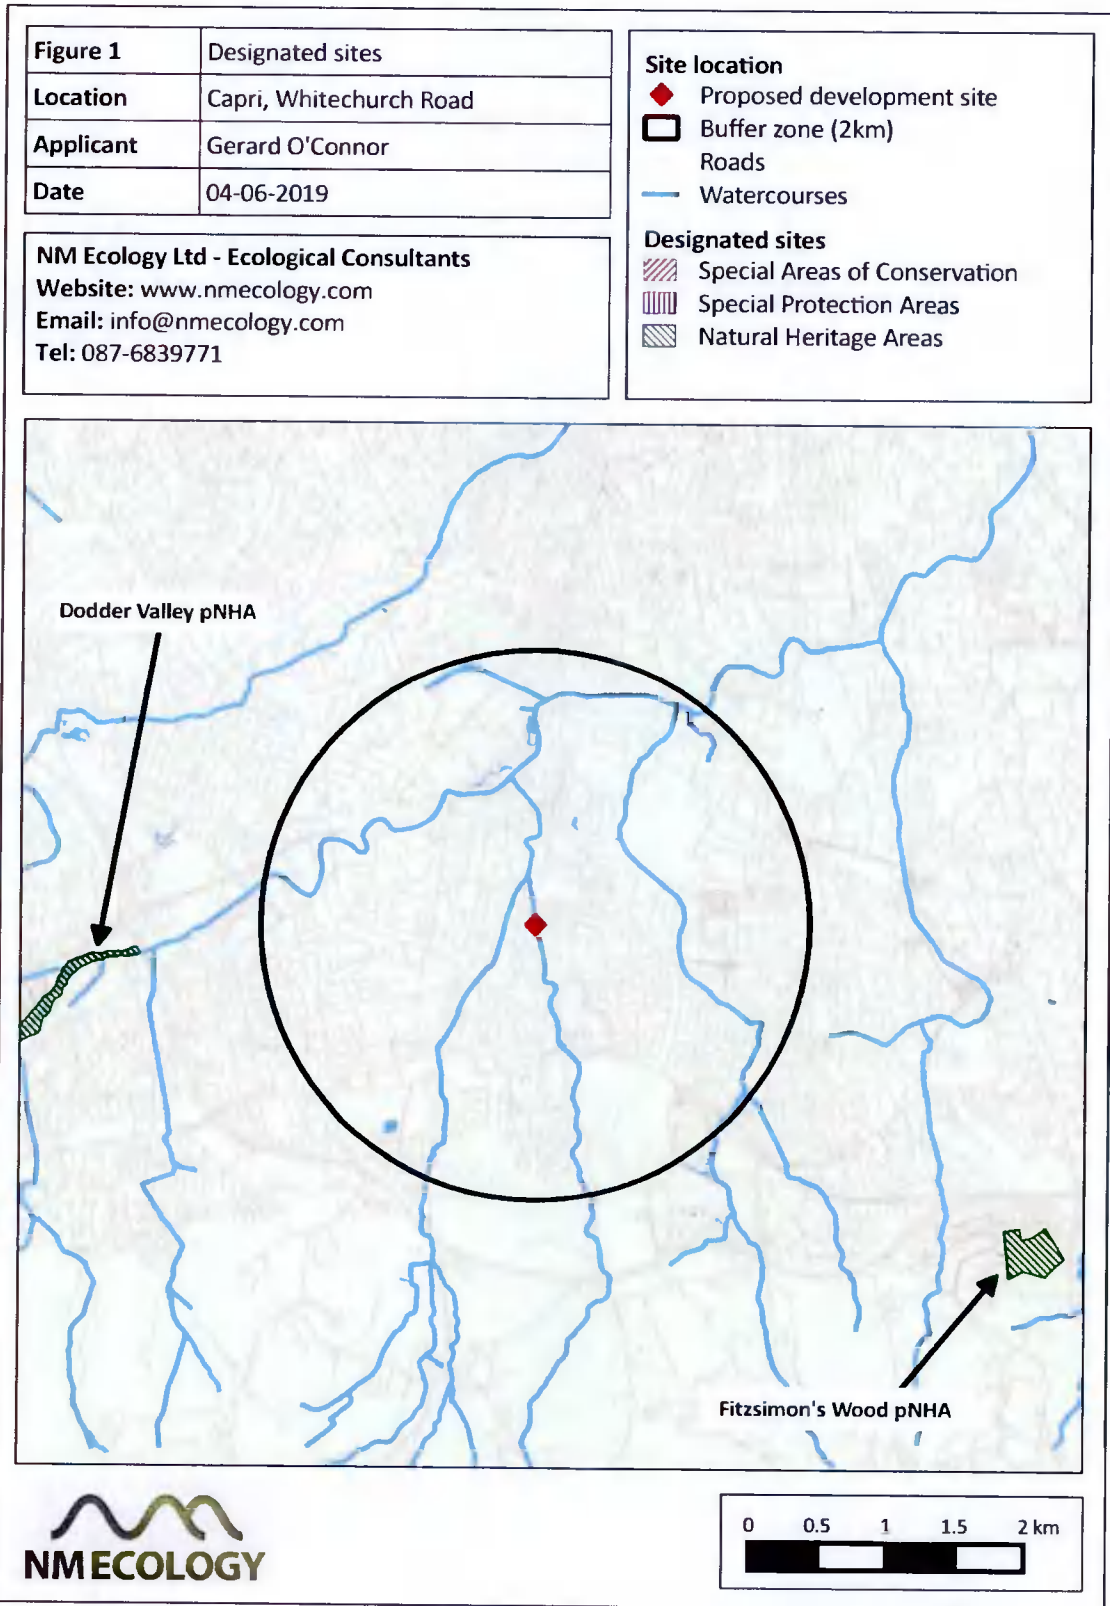 Figure 1 Designated sites
Location Capri, Whitechurch Road
Applicant Gerard O'Connor
Date 04-06-2019
NM Ecology Ltd - Ecological Consultants
Website: www.nmecology.com
Email: info@nmecology.com
Tel: 087-6839771
Site location
Proposed development site
Buffer zone (2km)
Roads
Watercourses
Designated sites
Special Areas of Conservation
Special Protection Areas
Natural Heritage Areas
Dodder Valley pNHA
Fitzsimon's Wood pNHA
NM ECOLOGY
0 0.5 1 1.5 2 km